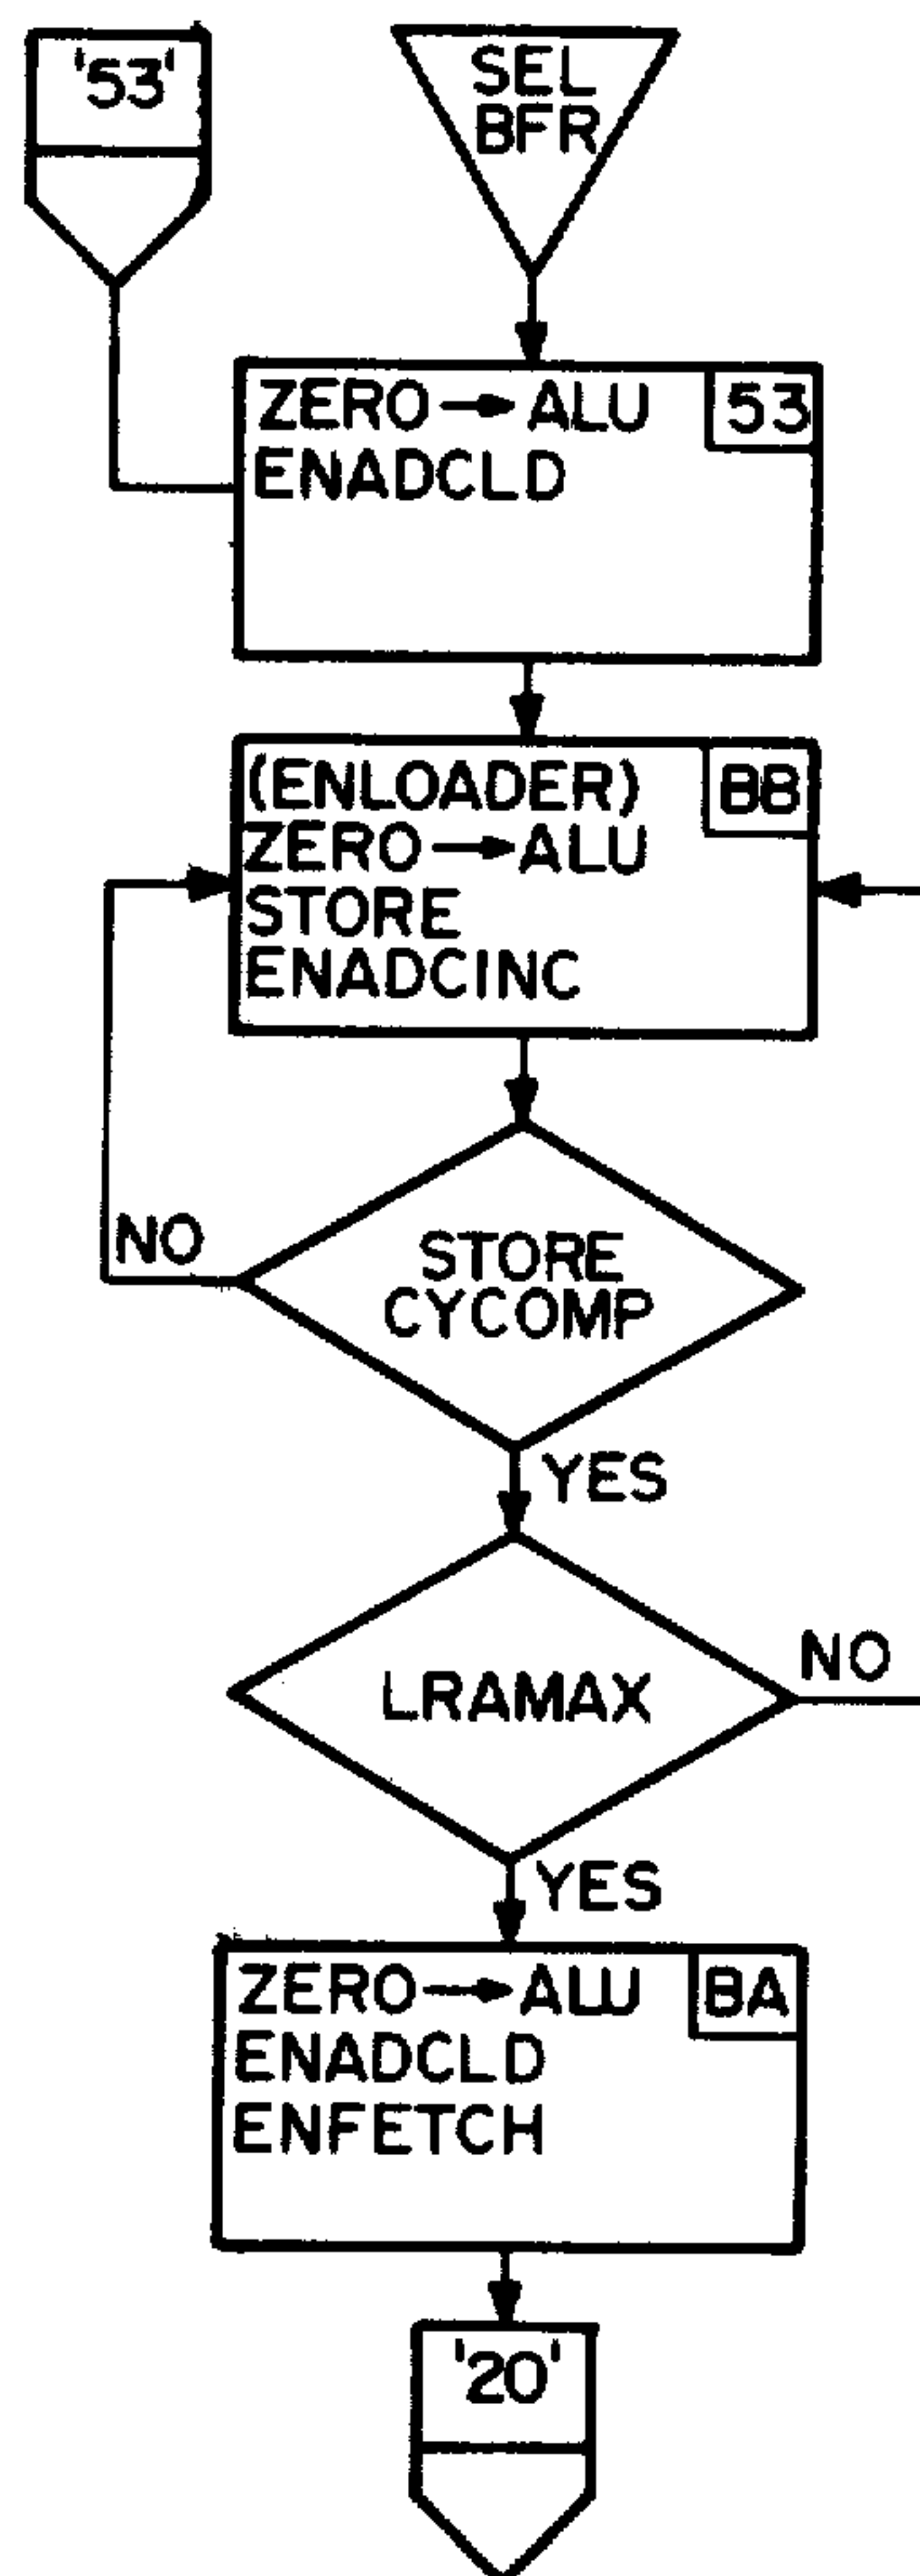 '53'
SEL
BFR
ZERO→ALU
53
ENADCLD
(ENLOADER)
BB
ZERO→ALU
STORE
ENADCINC
NO
STORE
CYCOMP
YES
LRAMAX
NO
YES
ZERO→ALU
BA
ENADCLD
ENFETCH
'20'